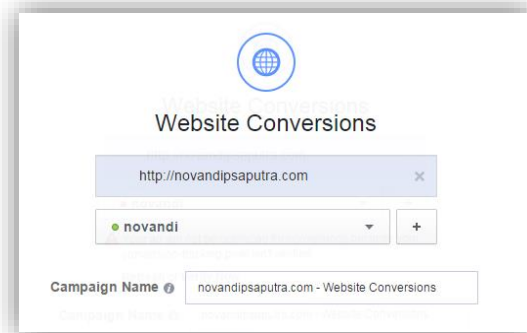 Website Conversions
http://novandipsaputra.com
novandi
+
Campaign Name
novandipsaputra.com - Website Conversions